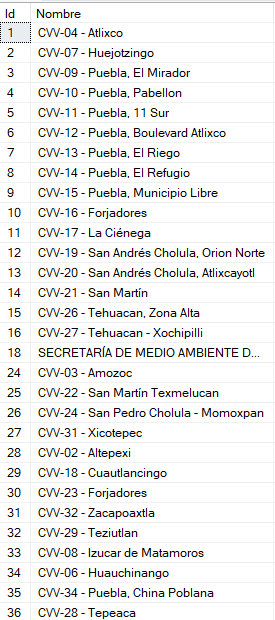 Id Nombre
1 CVV-04 - Atlixco
2 CVV-07 - Huejotzingo
3 CVV-09 - Puebla, El Mirador
4 CVV-10 - Puebla, Pabellon
5 CVV-11 - Puebla, 11 Sur
6 CVV-12 - Puebla, Boulevard Atlixco
7 CVV-13 - Puebla, El Riego
8 CVV-14 - Puebla, El Refugio
9 CVV-15 - Puebla, Municipio Libre
10 CVV-16 - Forjadores
11 CVV-17 - La Ciénega
12 CVV-19 - San Andrés Cholula, Orion Norte
13 CVV-20 - San Andrés Cholula, Atlixcayotl
14 CVV-21 - San Martín
15 CVV-26 - Tehuacan, Zona Alta
16 CVV-27 - Tehuacan - Xochipilli
18 SECRETARÍA DE MEDIO AMBIENTE D...
24 CVV-03 - Amozoc
25 CVV-22 - San Martín Texmelucan
26 CVV-24 - San Pedro Cholula - Momoxpan
27 CVV-31 - Xicotepec
28 CVV-02 - Altepexi
29 CVV-18 - Cuautlancingo
30 CVV-23 - Forjadores
31 CVV-32 - Zacapoaxtla
32 CVV-29 - Teziutlan
33 CVV-08 - Izucar de Matamoros
34 CVV-06 - Huauchinango
35 CVV-34 - Puebla, China Poblana
36 CVV-28 - Tepeaca